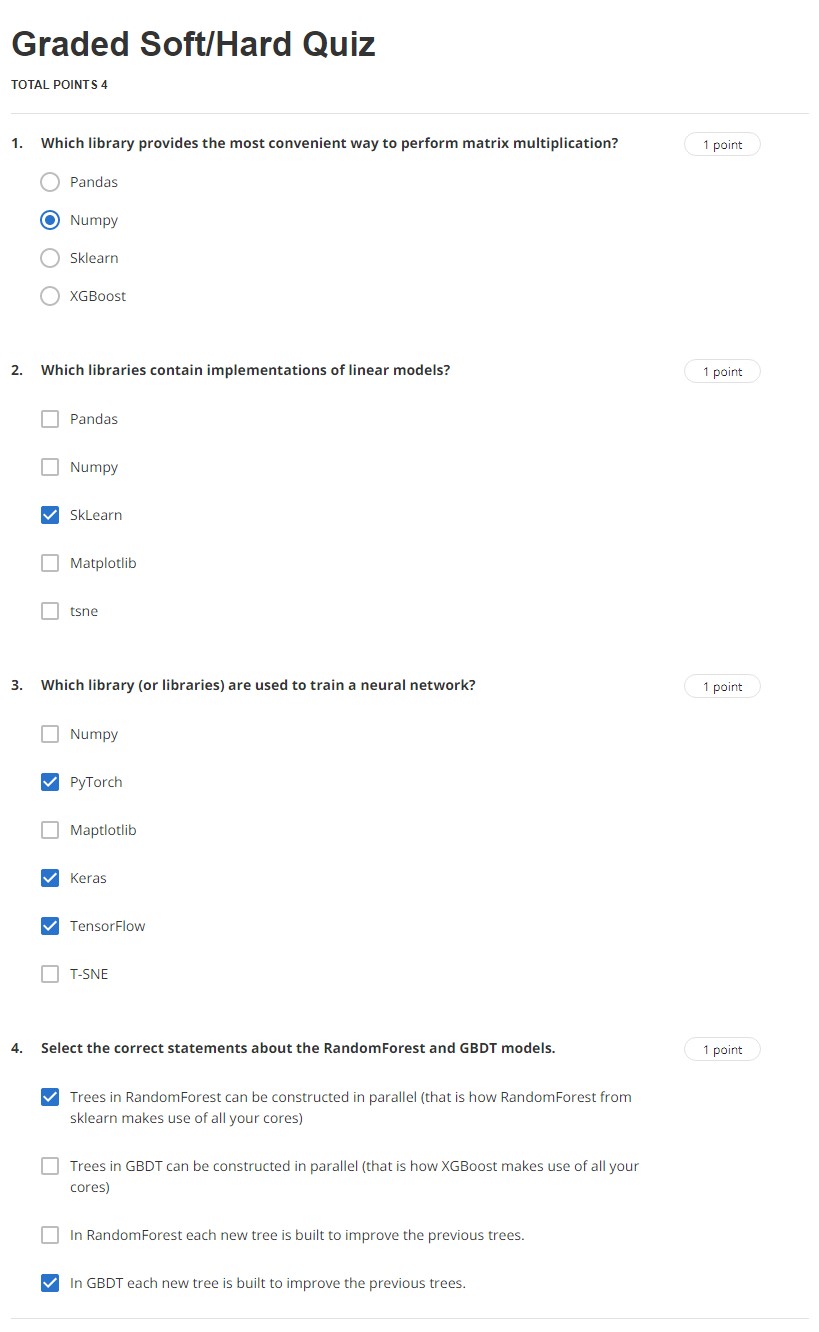 Graded Soft/Hard Quiz
TOTAL POINTS 4
1. Which library provides the most convenient way to perform matrix multiplication? 1 point
Pandas
Numpy
Sklearn
XGBoost
2. Which libraries contain implementations of linear models? 1 point
Pandas
Numpy
SkLearn
Matplotlib
tsne
3. Which library (or libraries) are used to train a neural network? 1 point
Numpy
PyTorch
Maptlotlib
Keras
TensorFlow
T-SNE
4. Select the correct statements about the RandomForest and GBDT models. 1 point
Trees in RandomForest can be constructed in parallel (that is how RandomForest from
sklearn makes use of all your cores)
Trees in GBDT can be constructed in parallel (that is how XGBoost makes use of all your
cores)
In RandomForest each new tree is built to improve the previous trees.
In GBDT each new tree is built to improve the previous trees.